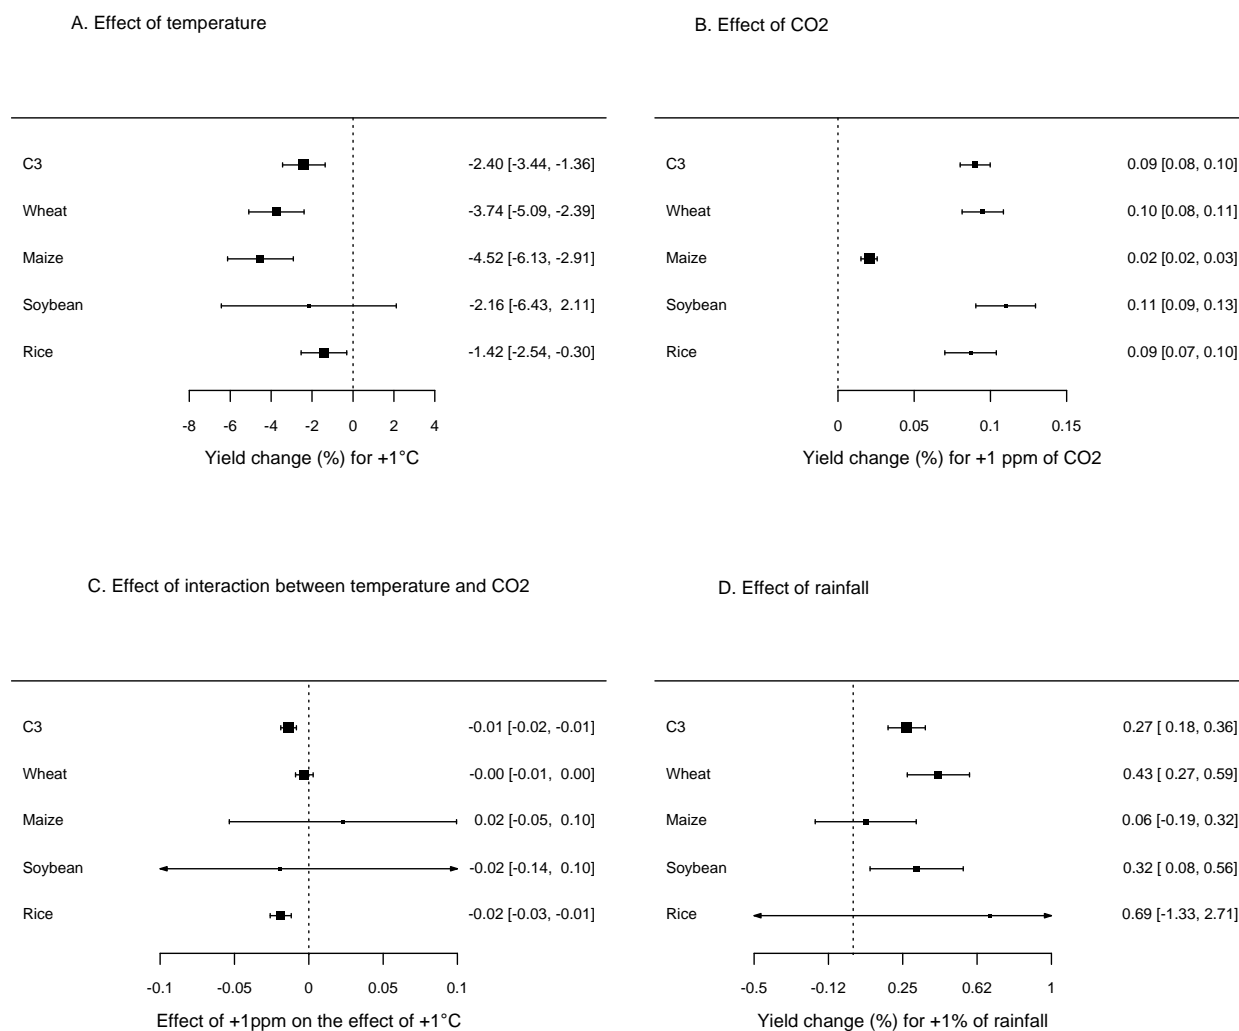 A. Effect of temperature
C3 -2.40 [-3.44, -1.36]
Wheat -3.74 [-5.09, -2.39]
Maize -4.52 [-6.13, -2.91]
Soybean -2.16 [-6.43, 2.11]
Rice -1.42 [-2.54, -0.30]
-8 -6 -4 -2 0 2 4
Yield change (%) for +1°C
B. Effect of CO2
C3 0.09 [0.08, 0.10]
Wheat 0.10 [0.08, 0.11]
Maize 0.02 [0.02, 0.03]
Soybean 0.11 [0.09, 0.13]
Rice 0.09 [0.07, 0.10]
0 0.05 0.1 0.15
Yield change (%) for +1 ppm of CO2
C. Effect of interaction between temperature and CO2
C3 -0.01 [-0.02, -0.01]
Wheat -0.00 [-0.01, 0.00]
Maize 0.02 [-0.05, 0.10]
Soybean -0.02 [-0.14, 0.10]
Rice -0.02 [-0.03, -0.01]
-0.1 -0.05 0 0.05 0.1
Effect of +1ppm on the effect of +1°C
D. Effect of rainfall
C3 0.27 [ 0.18, 0.36]
Wheat 0.43 [ 0.27, 0.59]
Maize 0.06 [-0.19, 0.32]
Soybean 0.32 [ 0.08, 0.56]
Rice 0.69 [-1.33, 2.71]
-0.5 -0.12 0.25 0.62 1
Yield change (%) for +1% of rainfall